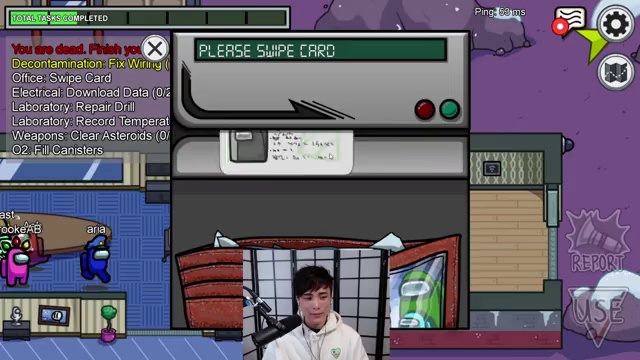 TOTAL TASKS COMPLETED
Ping: 69 ms
PLEASE SWIPE CARD
You are dead. Finish you
Decontamination: Fix Wiring (
Office: Swipe Card
Electrical: Download Data (0/2
Laboratory: Repair Drill
Laboratory: Record Temperat
Weapons: Clear Asteroids (0/
O2: Fill Canisters
ast
rookeAB
aria
REPORT
USE